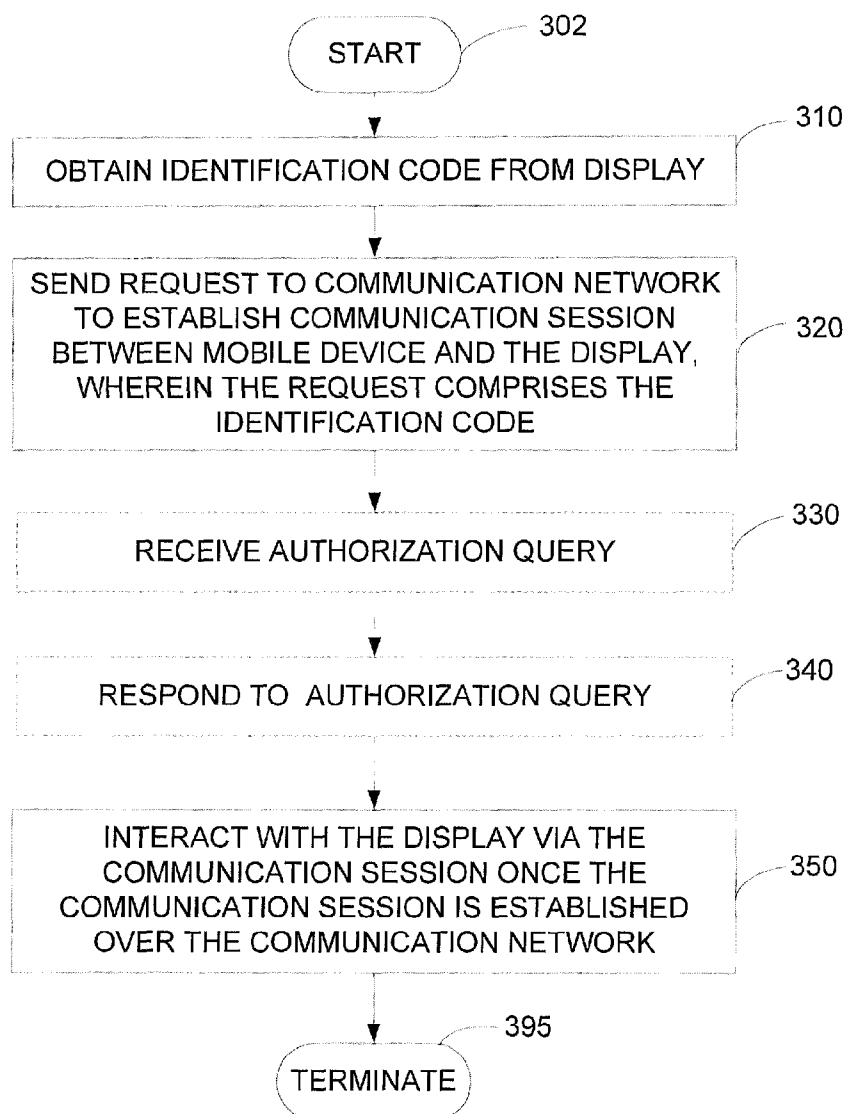 START
302
310
OBTAIN IDENTIFICATION CODE FROM DISPLAY
SEND REQUEST TO COMMUNICATION NETWORK
TO ESTABLISH COMMUNICATION SESSION
BETWEEN MOBILE DEVICE AND THE DISPLAY,
WHEREIN THE REQUEST COMPRISES THE
IDENTIFICATION CODE
320
330
RECEIVE AUTHORIZATION QUERY
340
RESPOND TO AUTHORIZATION QUERY
INTERACT WITH THE DISPLAY VIA THE
COMMUNICATION SESSION ONCE THE
COMMUNICATION SESSION IS ESTABLISHED
OVER THE COMMUNICATION NETWORK
350
395
TERMINATE